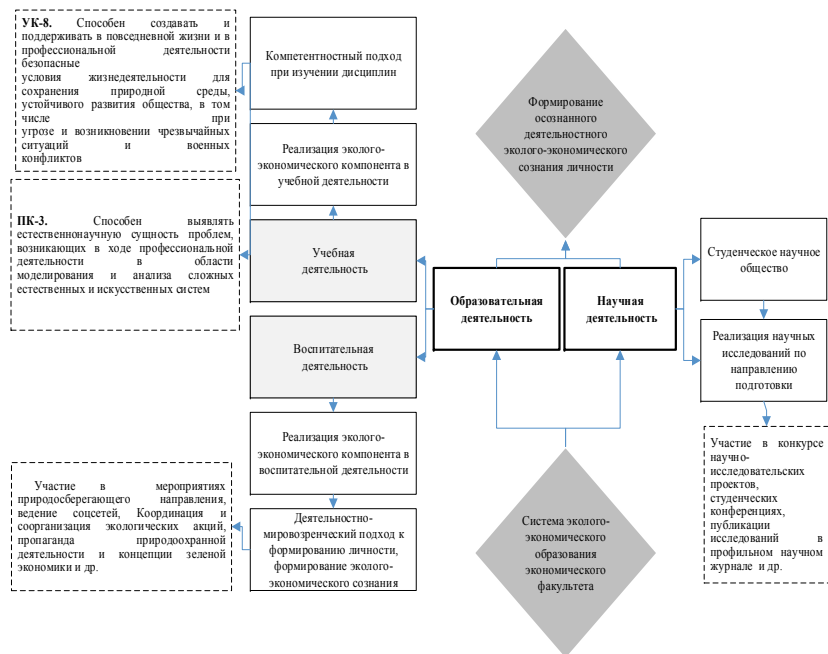 УК-8. Способен создавать и
поддерживать в повседневной жизни и в
профессиональной деятельности
безопасные
условия жизнедеятельности для
сохранения природной среды,
устойчивого развития общества, в том
числе при
угрозе и возникновении чрезвычайных
ситуаций и военных
конфликтов
ПК-3. Способен выявлять
естественнонаучную сущность проблем,
возникающих в ходе профессиональной
деятельности в области
моделирования и анализа сложных
естественных и искусственных систем
Участие в мероприятиях
природосберегающего направления,
ведение соцсетей, Координация и
соорганизация экологических акций,
пропаганда природоохранной
деятельности и концепции зеленой
экономики и др.
Компетентностный подход
при изучении дисциплин
Реализация эколого-
экономического компонента в
учебной деятельности
Учебная
деятельность
Воспитательная
деятельность
Реализация эколого-
экономического компонента в
воспитательной деятельности
Деятельностно-
мировозренческий подход к
формированию личности,
формирование эколого-
экономического сознания
Формирование
осознанного
деятельностного
эколого-экономического
сознания личности
Образовательная
деятельность
Научная
деятельность
Система эколого-
экономического
образования
экономического
факультета
Студенческое научное
общество
Реализация научных
исследований по
направлению
подготовки
Участие в конкурсе
научно-
исследовательских
проектов,
студенческих
конференциях,
публикации
исследований в
профильном научном
журнале и др.